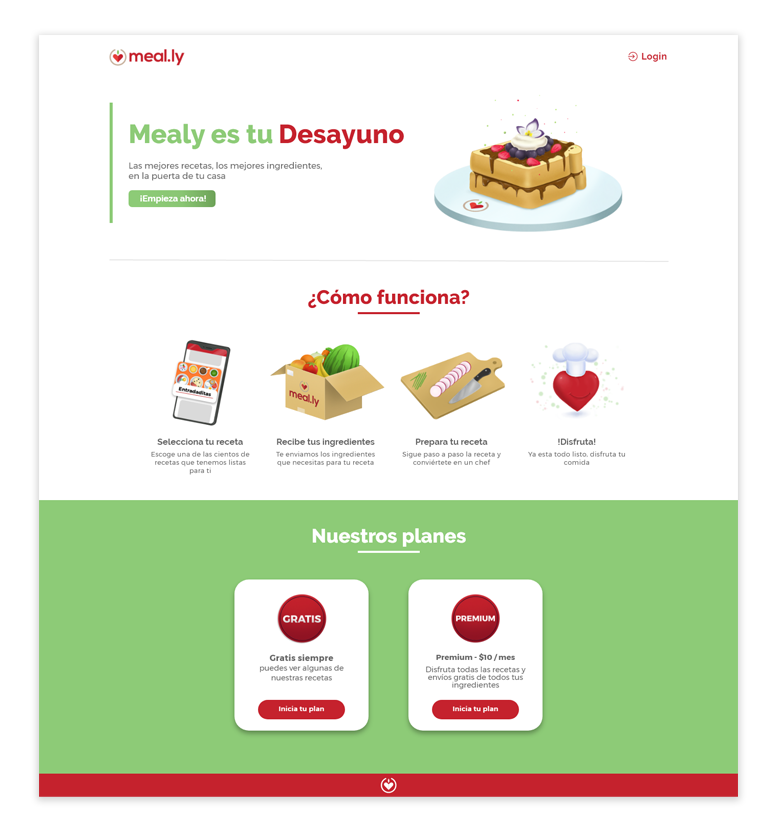 meal.ly
Login
Mealy es tu Desayuno
Las mejores recetas, los mejores ingredientes,
en la puerta de tu casa
¡Empieza ahora!
¿Cómo funciona?
Entradaditas
meal.ly
Selecciona tu receta
Escoge una de las cientos de
recetas que tenemos listas
para ti
Recibe tus ingredientes
Te enviamos los ingredientes
que necesitas para tu receta
Prepara tu receta
Sigue paso a paso la receta y
conviértete en un chef
!Disfruta!
Ya esta todo listo, disfruta tu
comida
Nuestros planes
GRATIS
Gratis siempre
puedes ver algunas de
nuestras recetas
Inicia tu plan
PREMIUM
Premium - $10 / mes
Disfruta todas las recetas y
envíos gratis de todos tus
ingredientes
Inicia tu plan